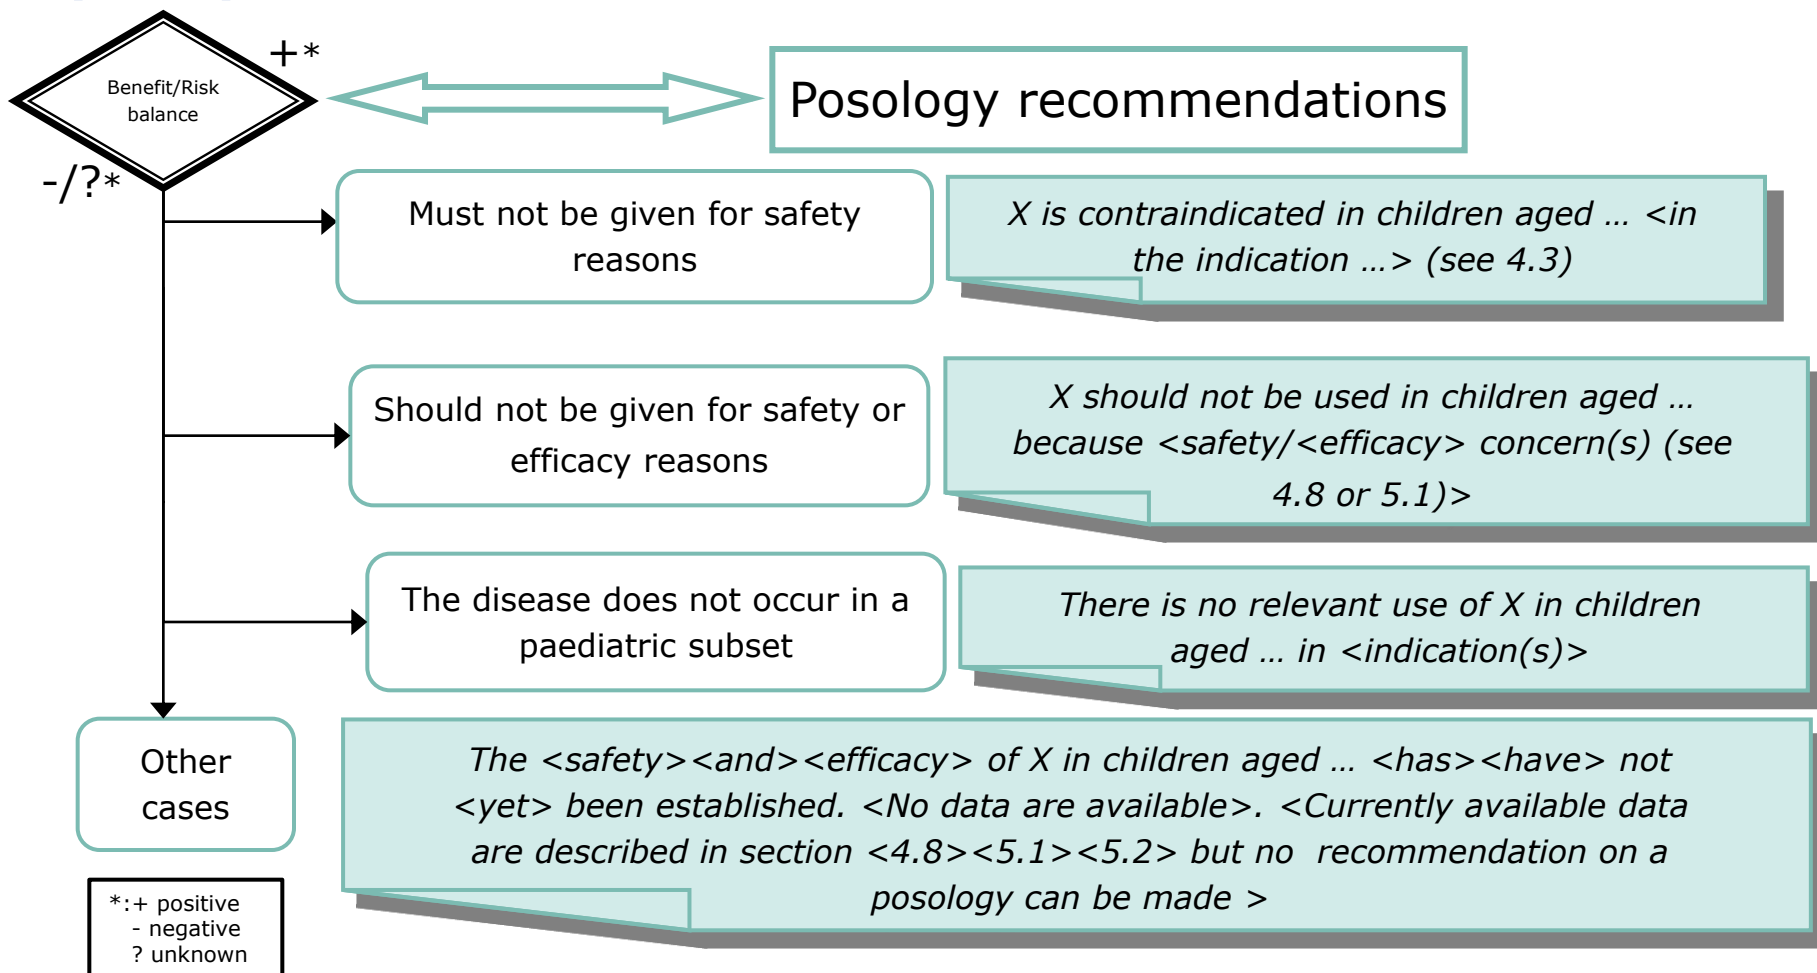 Benefit/Risk
balance
+*
-/?*
Posology recommendations
Must not be given for safety
reasons
X is contraindicated in children aged … <in
the indication …> (see 4.3)
Should not be given for safety or
efficacy reasons
X should not be used in children aged …
because <safety/<efficacy> concern(s) (see
4.8 or 5.1)>
The disease does not occur in a
paediatric subset
There is no relevant use of X in children
aged … in <indication(s)>
Other
cases
The <safety><and><efficacy> of X in children aged … <has><have> not
<yet> been established. <No data are available>. <Currently available data
are described in section <4.8><5.1><5.2> but no  recommendation on a
posology can be made >
*:+ positive
- negative
? unknown